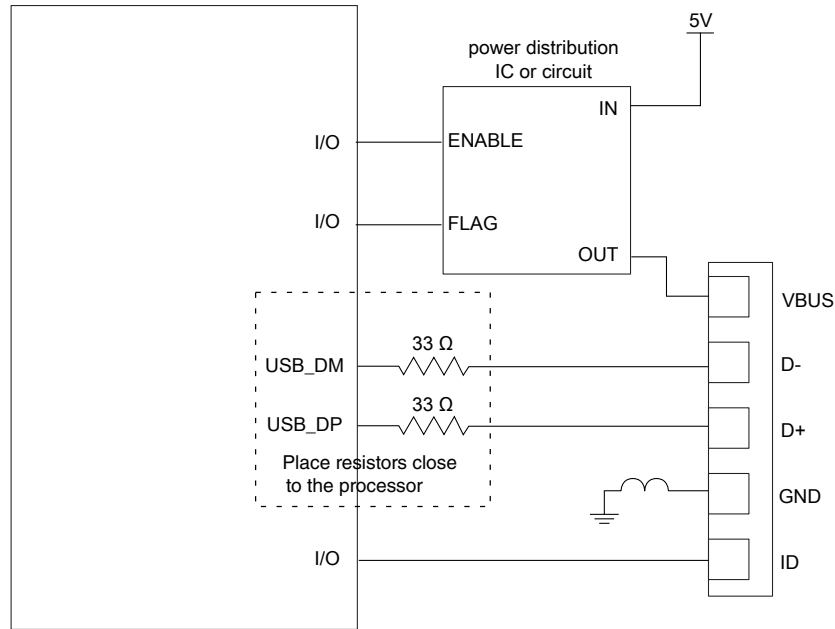 5V
power distribution
IC or circuit
IN
I/O
ENABLE
I/O
FLAG
OUT
VBUS
33 Ω
USB_DM
D-
33 Ω
USB_DP
D+
Place resistors close
to the processor
GND
I/O
ID